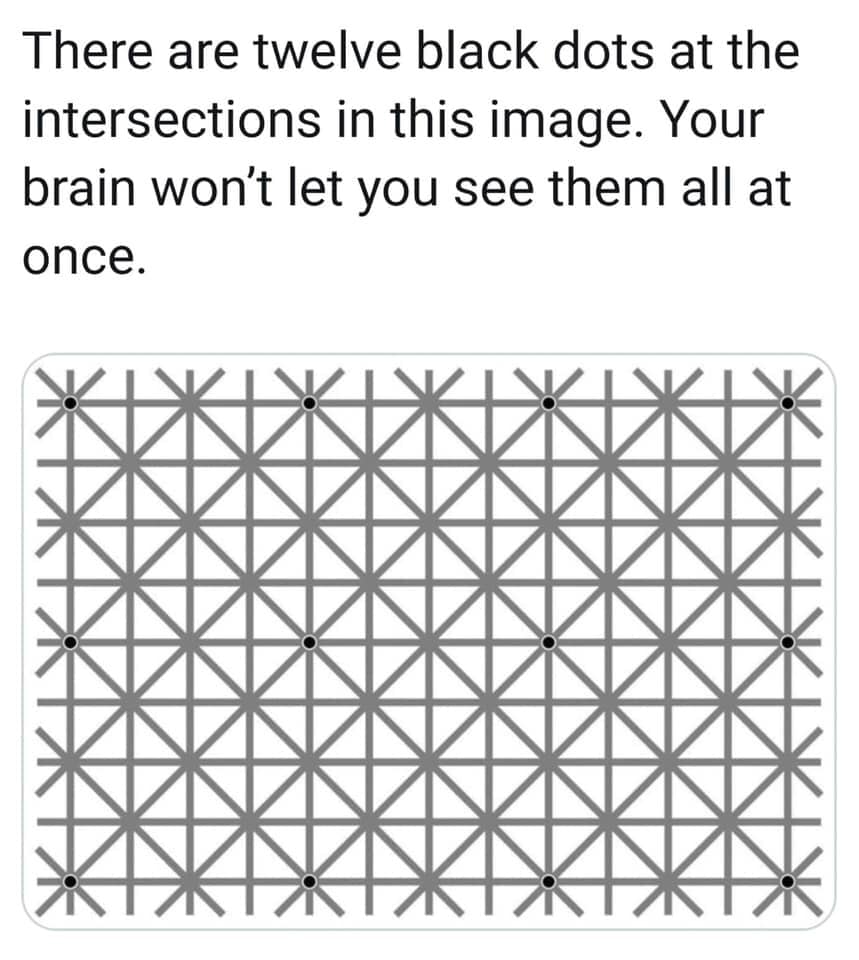 There are twelve black dots at the
intersections in this image. Your
brain won’t let you see them all at
once.